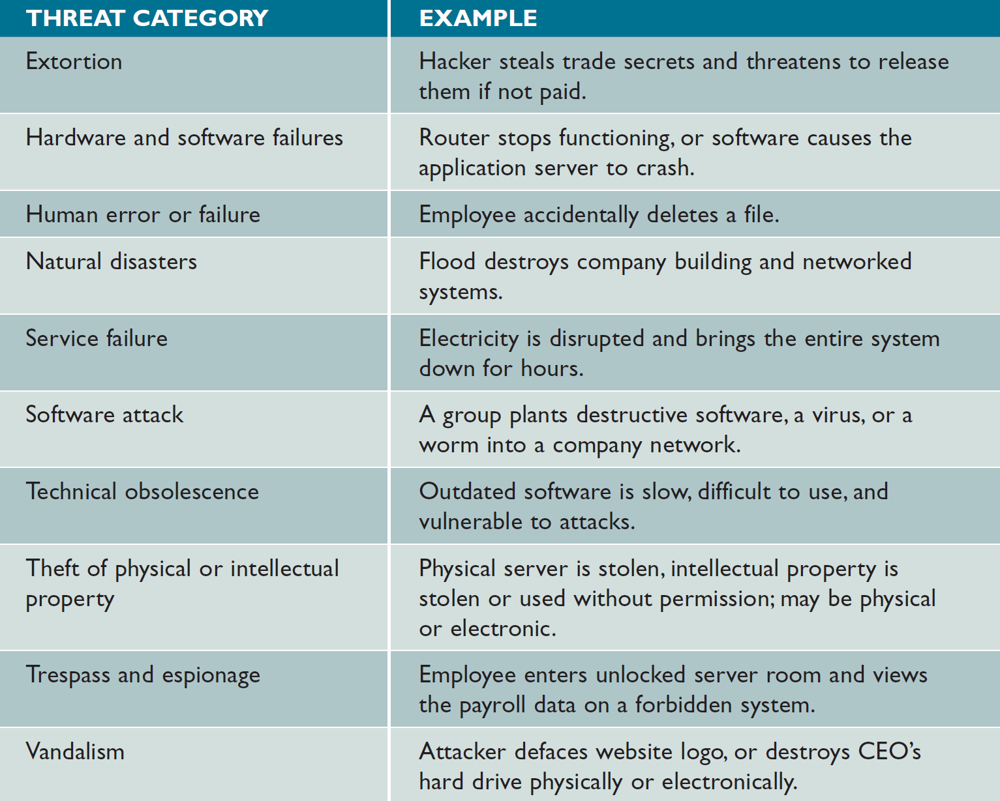 THREAT CATEGORY EXAMPLE
Extortion Hacker steals trade secrets and threatens to release
them if not paid.
Hardware and software failures Router stops functioning, or software causes the
application server to crash.
Human error or failure Employee accidentally deletes a file.
Natural disasters Flood destroys company building and networked
systems.
Service failure Electricity is disrupted and brings the entire system
down for hours.
Software attack A group plants destructive software, a virus, or a
worm into a company network.
Technical obsolescence Outdated software is slow, difficult to use, and
vulnerable to attacks.
Theft of physical or intellectual Physical server is stolen, intellectual property is
property stolen or used without permission; may be physical
or electronic.
Trespass and espionage Employee enters unlocked server room and views
the payroll data on a forbidden system.
Vandalism Attacker defaces website logo, or destroys CEO’s
hard drive physically or electronically.